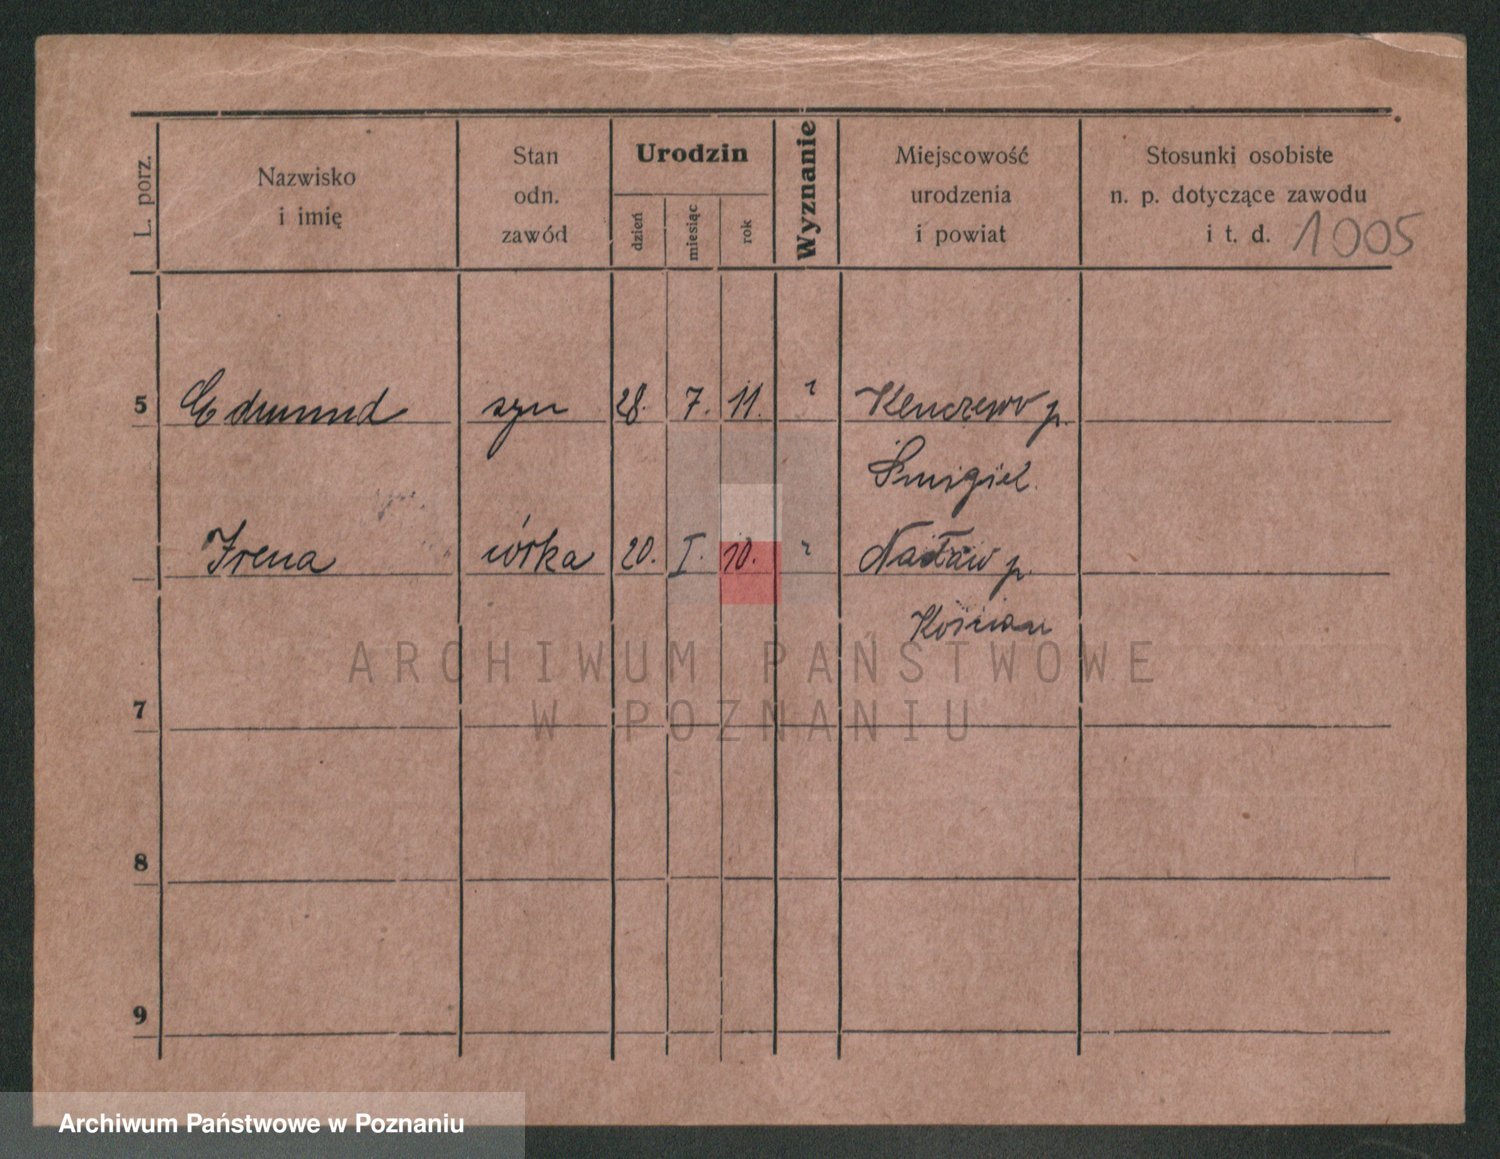 L. porz.
Nazwisko
i imię
Stan
odn.
zawód
Urodzin
dzień
miesiąc
rok
Wyznanie
Miejscowość
urodzenia
i powiat
Stosunki osobiste
n. p. dotyczące zawodu
i t. d. 1005
5 Edmund syn 28. 7. 11. Klenczewo p.
Śmigiel.
Irena córka 20. I. 10. Nacław p.
Kościan
ARCHIWUM PAŃSTWOWE
W POZNANIU
7
8
9
Archiwum Państwowe w Poznaniu